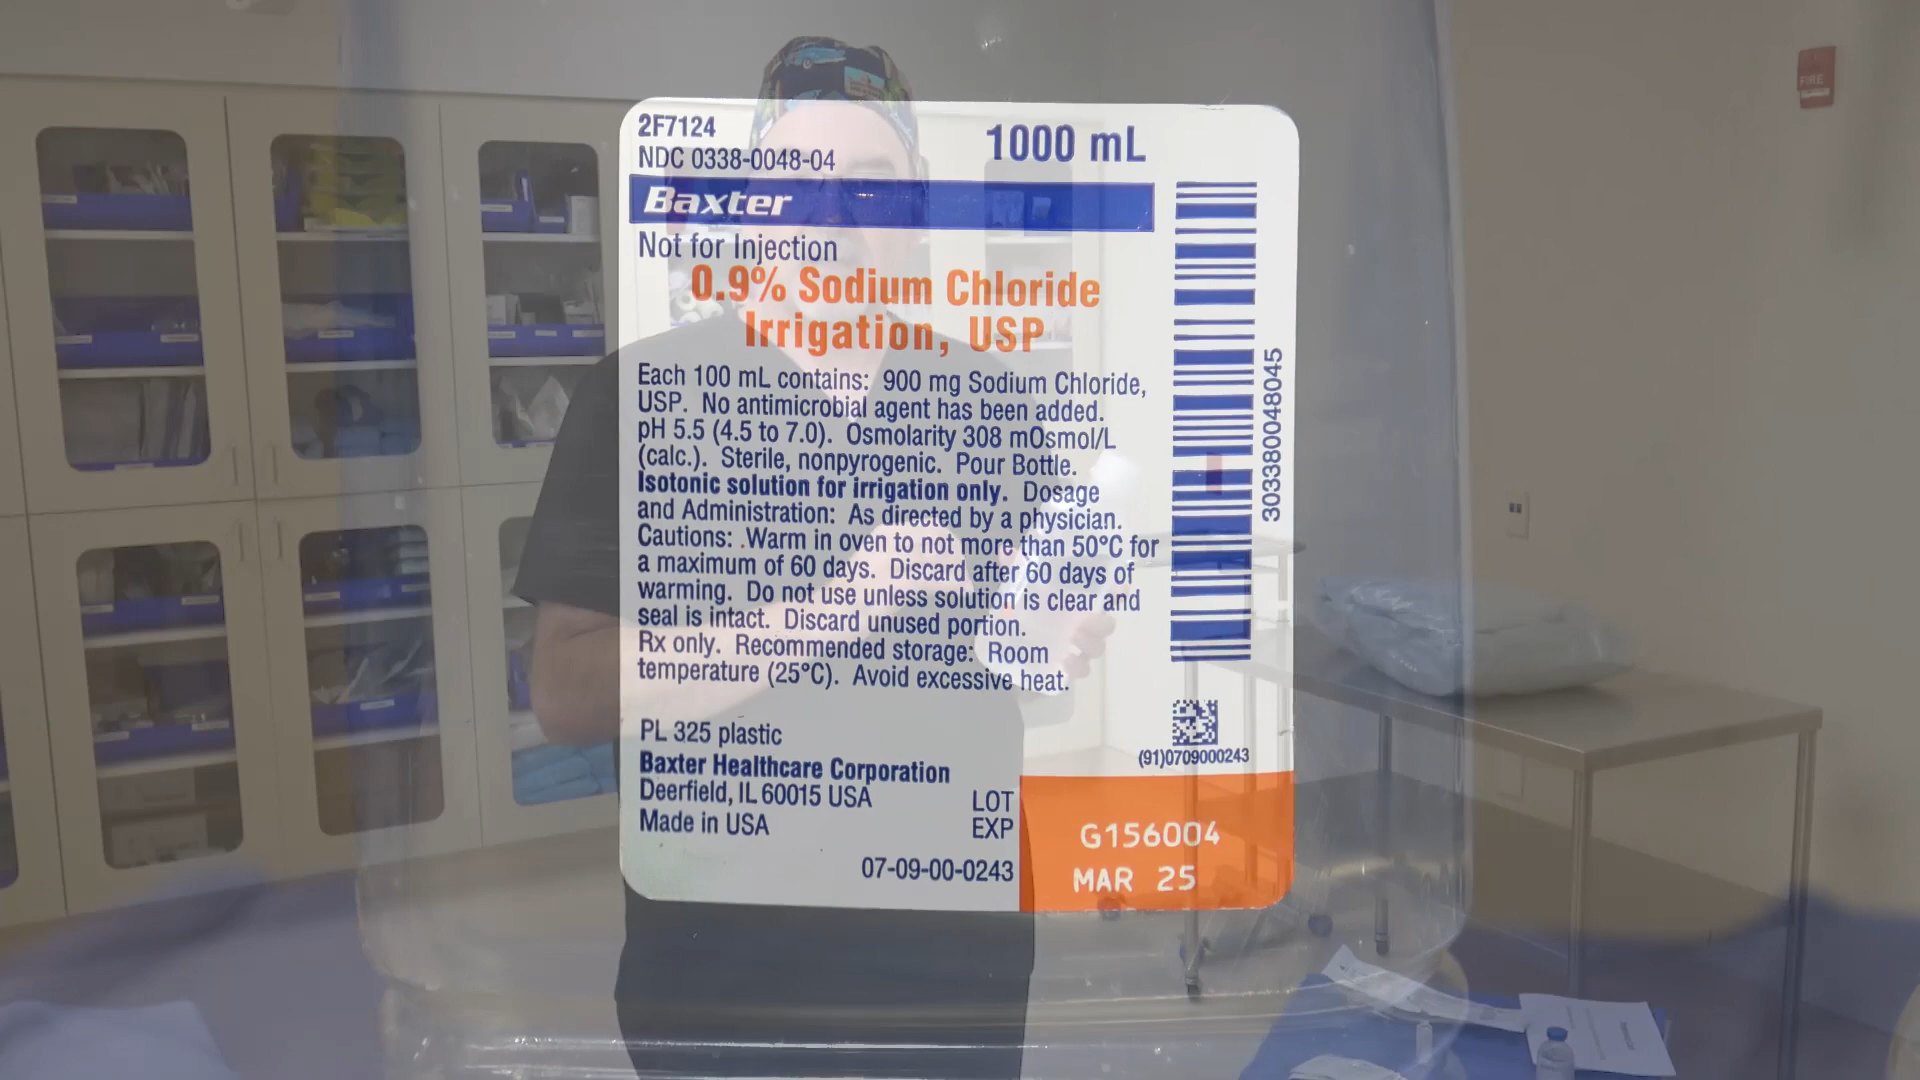 2F7124
NDC 0338-0048-04
1000 mL
Baxter
Not for Injection
0.9% Sodium Chloride
Irrigation, USP
Each 100 mL contains: 900 mg Sodium Chloride,
USP. No antimicrobial agent has been added.
pH 5.5 (4.5 to 7.0). Osmolarity 308 mOsmol/L
(calc.). Sterile, nonpyrogenic. Pour Bottle.
Isotonic solution for irrigation only. Dosage
and Administration: As directed by a physician.
Cautions: .Warm in oven to not more than 50°C for
a maximum of 60 days. Discard after 60 days of
warming. Do not use unless solution is clear and
seal is intact. Discard unused portion.
Rx only. Recommended storage: Room
temperature (25°C). Avoid excessive heat.
PL 325 plastic
Baxter Healthcare Corporation
Deerfield, IL 60015 USA
Made in USA
LOT
EXP
07-09-00-0243
G156004
MAR 25
303380048045
(91)0709000243
FIRE